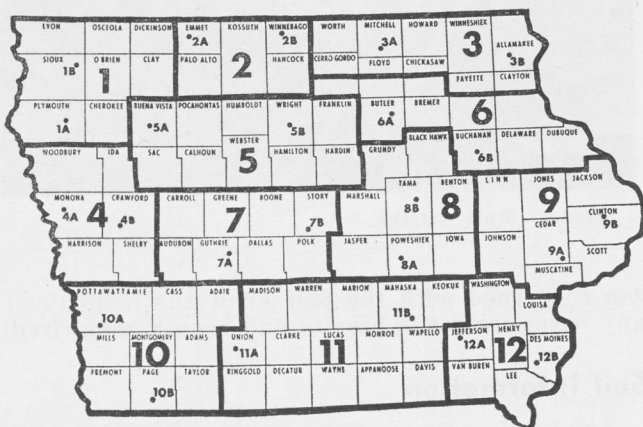 LYON OSCEOLA DICKINSON EMMET KOSSUTH WINNEBAGO WORTH MITCHELL HOWARD WINNESHIEK ALLAMAKEE
2A 2B 3A 3 3B
SIOUX O'BRIEN CLAY PALO ALTO HANCOCK CERRO GORDO FLOYD CHICKASAW
1B 1 2
FAYETTE CLAYTON
PLYMOUTH CHEROKEE BUENA VISTA POCAHONTAS HUMBOLDT WRIGHT FRANKLIN BUTLER BREMER
1A 5A 5B 6A 6
WEBSTER BLACK HAWK BUCHANAN DELAWARE DUBUQUE
WOODBURY IDA SAC CALHOUN HAMILTON HARDIN GRUNDY
5 6B
MONONA CRAWFORD CARROLL GREENE BOONE STORY MARSHALL TAMA BENTON LINN JONES JACKSON
4A 4 4B 7 7B 8B 8 9
CEDAR CLINTON
9B
HARRISON SHELBY AUDUBON GUTHRIE DALLAS POLK JASPER POWESHIEK IOWA JOHNSON SCOTT
7A 8A 9A
MUSCATINE
POTTAWATTAMIE CASS ADAIR MADISON WARREN MARION MAHASKA KEOKUK WASHINGTON
10A 11B
LOUISA
MILLS MONTGOMERY ADAMS UNION CLARKE LUCAS MONROE WAPELLO JEFFERSON HENRY DES MOINES
10 11A 11 12A 12 12B
FREMONT PAGE TAYLOR RINGGOLD DECATUR WAYNE APPANOOSE DAVIS VAN BUREN LEE
10B